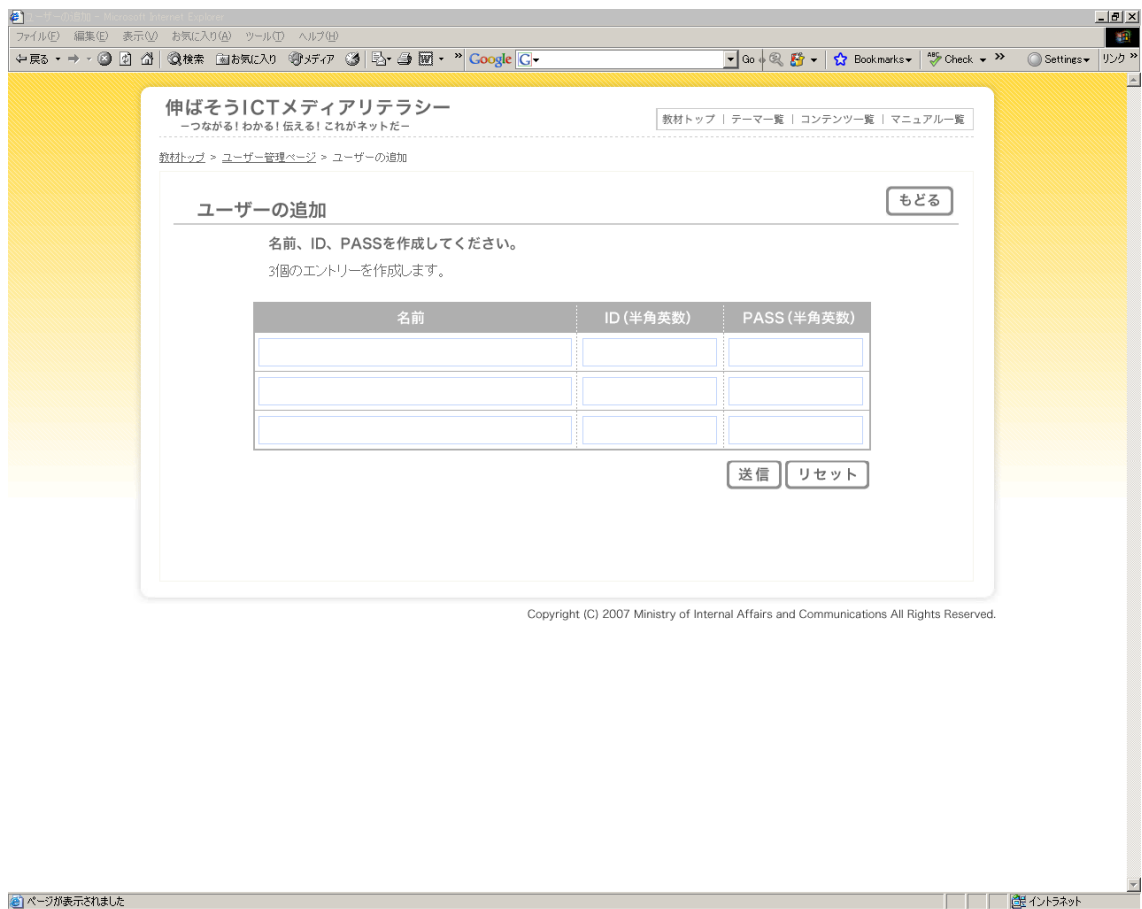 ユーザーの追加 - Microsoft Internet Explorer
ファイル(F) 編集(E) 表示(V) お気に入り(A) ツール(T) ヘルプ(H)
戻る 検索 お気に入り メディア Google Go Bookmarks Check Settings リンク
伸ばそうICTメディアリテラシー
−つながる!わかる!伝える!これがネットだ−
教材トップ | テーマ一覧 | コンテンツ一覧 | マニュアル一覧
教材トップ > ユーザー管理ページ > ユーザーの追加
もどる
ユーザーの追加
名前、ID、PASSを作成してください。
3個のエントリーを作成します。
名前 ID(半角英数) PASS(半角英数)
送信 リセット
Copyright (C) 2007 Ministry of Internal Affairs and Communications All Rights Reserved.
ページが表示されました イントラネット